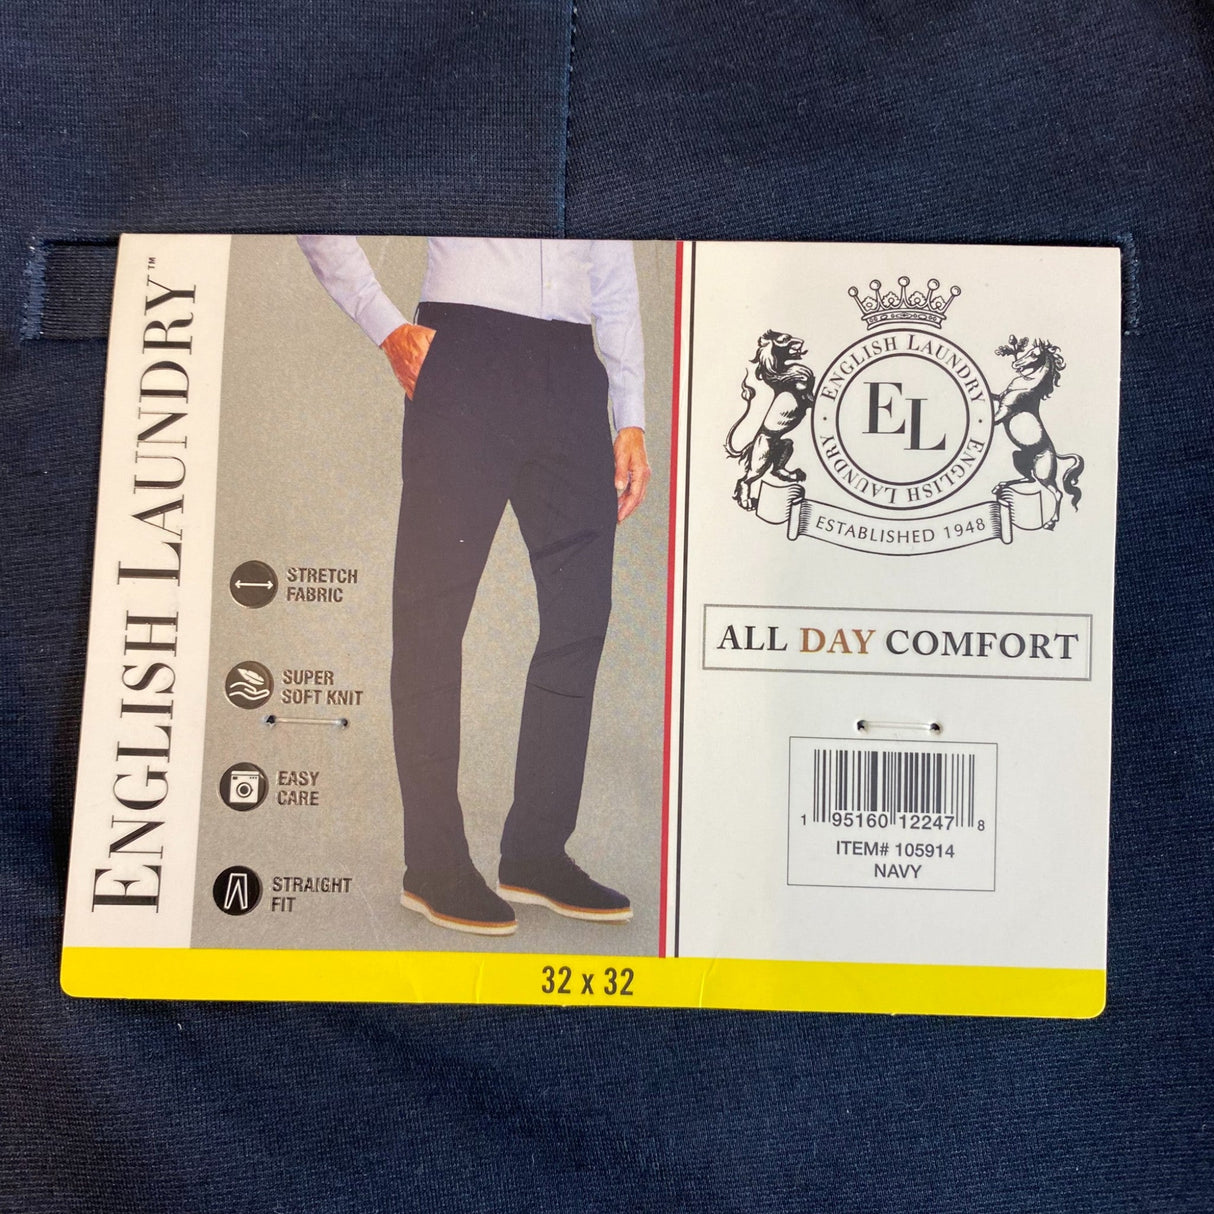 ENGLISH LAUNDRY™
STRETCH
FABRIC
SUPER
SOFT KNIT
EASY
CARE
STRAIGHT
FIT
ENGLISH LAUNDRY · ENGLISH LAUNDRY ·
EL
ESTABLISHED 1948
ALL DAY COMFORT
1 95160 12247 8
ITEM# 105914
NAVY
32 x 32